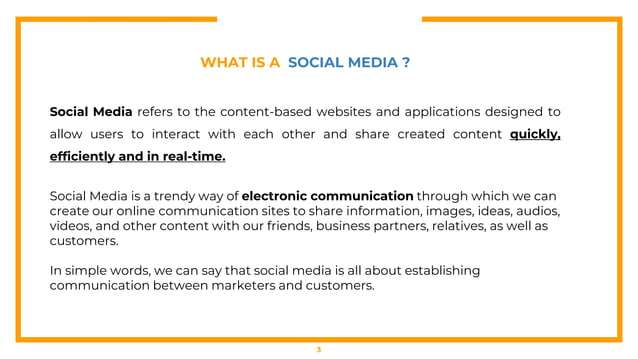 WHAT IS A SOCIAL MEDIA ?
Social Media refers to the content-based websites and applications designed to
allow users to interact with each other and share created content quickly,
efficiently and in real-time.
Social Media is a trendy way of electronic communication through which we can
create our online communication sites to share information, images, ideas, audios,
videos, and other content with our friends, business partners, relatives, as well as
customers.
In simple words, we can say that social media is all about establishing
communication between marketers and customers.
3